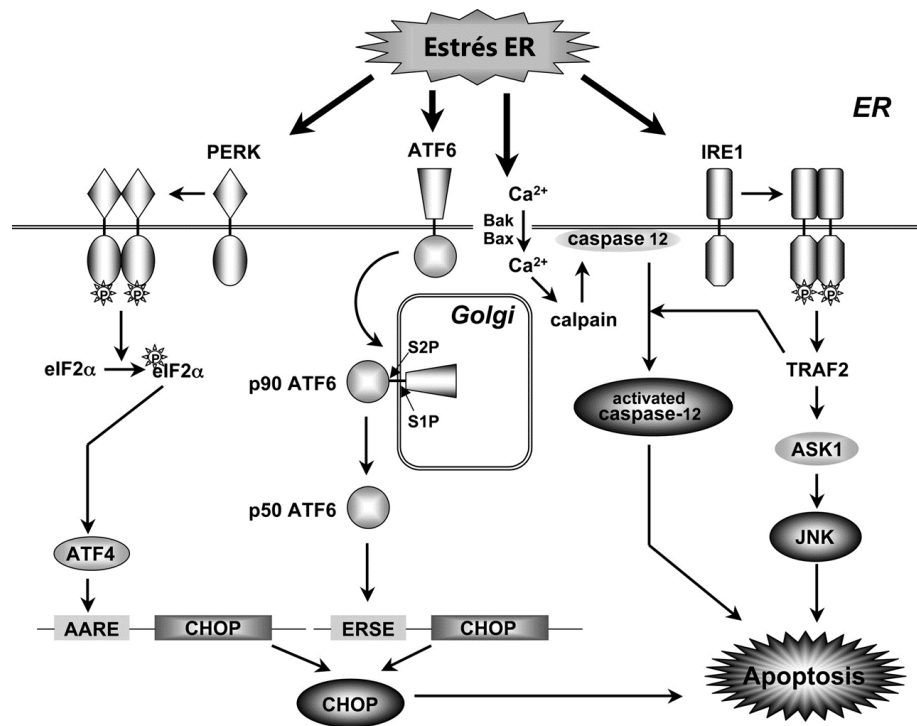 Estrés ER
ER
PERK
ATF6
IRE1
Ca²⁺
Bak
Bax
caspase 12
Ca²⁺
P P
P P
Golgi
calpain
S2P
P
eIF2α
eIF2α
TRAF2
p90 ATF6
activated
caspase-12
S1P
ASK1
p50 ATF6
JNK
ATF4
AARE
CHOP
ERSE
CHOP
Apoptosis
CHOP